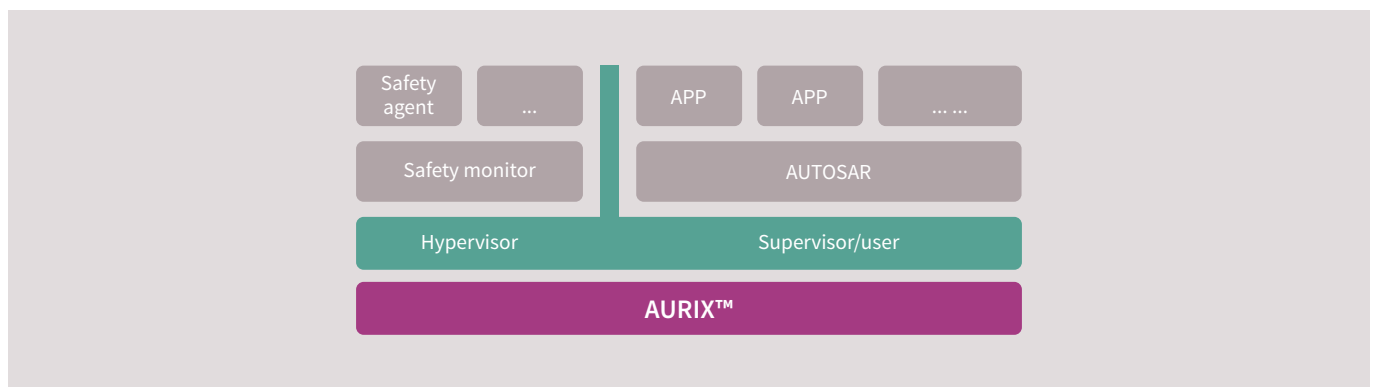 Safety
agent
...
APP
APP
... ...
Safety monitor
AUTOSAR
Hypervisor
Supervisor/user
AURIX™